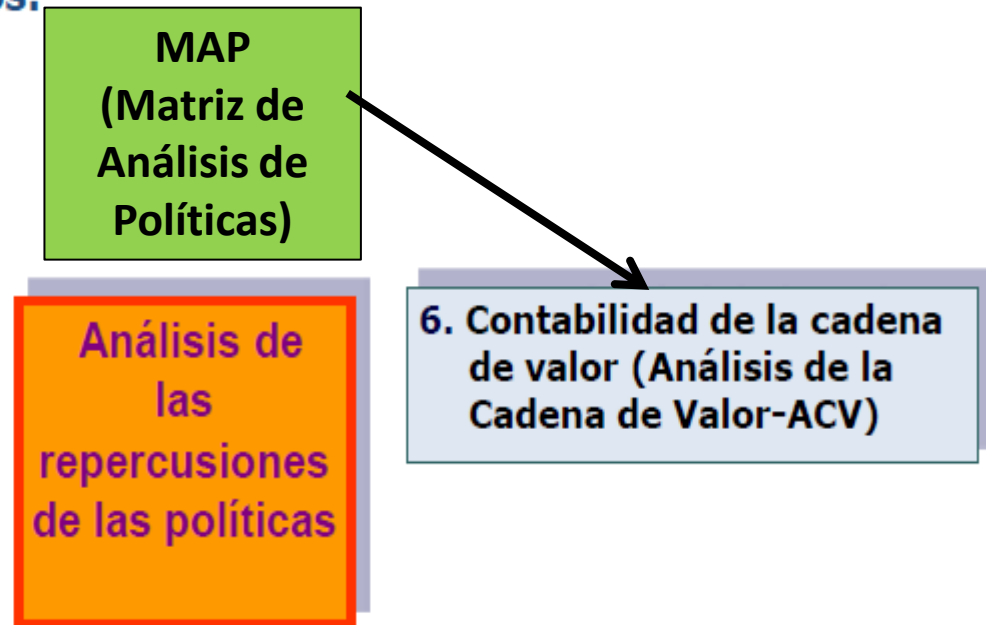 MAP
(Matriz de
Análisis de
Políticas)
Análisis de
las
repercusiones
de las políticas
6. Contabilidad de la cadena
de valor (Análisis de la
Cadena de Valor-ACV)